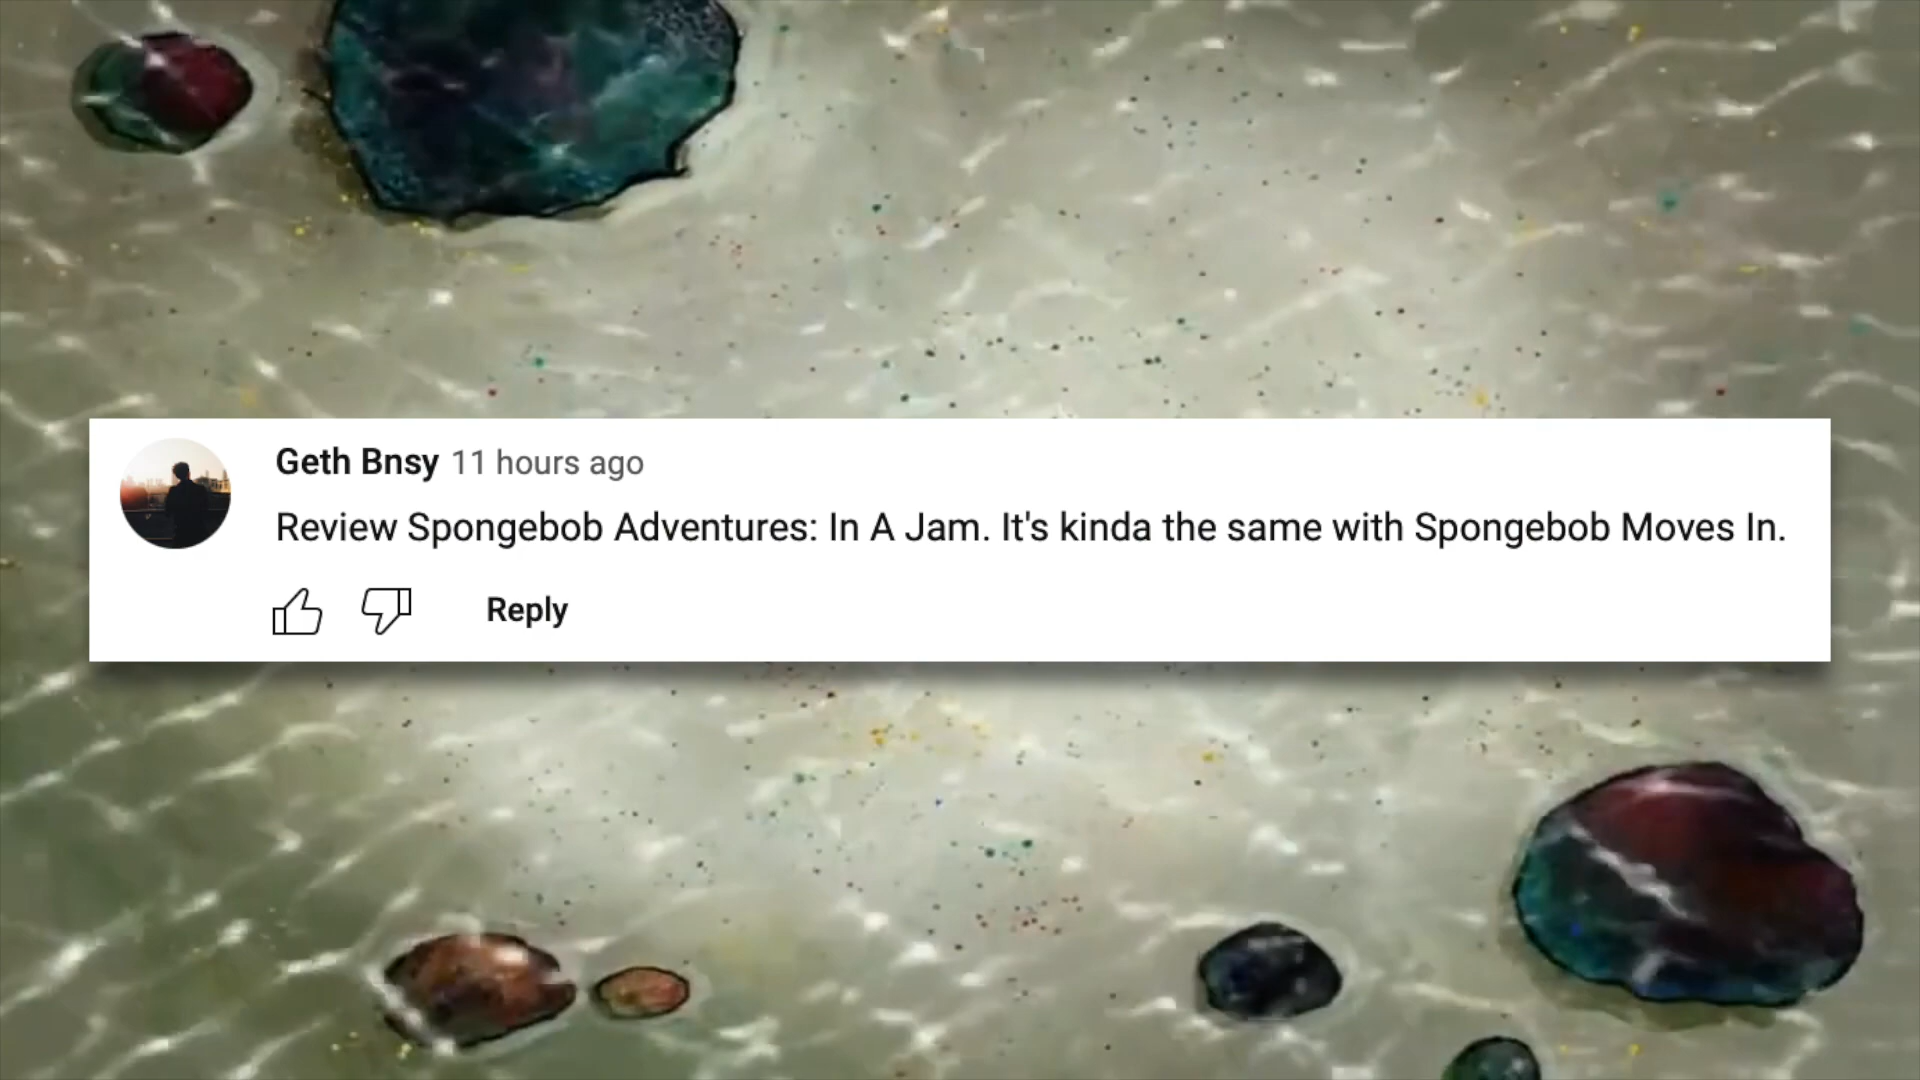 Geth Bnsy 11 hours ago
Review Spongebob Adventures: In A Jam. It's kinda the same with Spongebob Moves In.
Reply